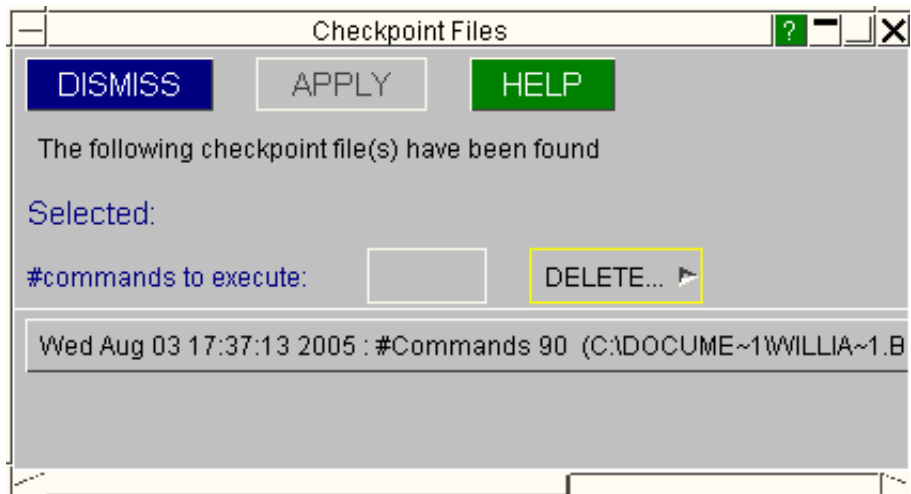 Checkpoint Files ?
DISMISS APPLY HELP
The following checkpoint file(s) have been found
Selected:
#commands to execute: DELETE...
Wed Aug 03 17:37:13 2005 : #Commands 90 (C:\DOCUME~1\WILLIA~1.B